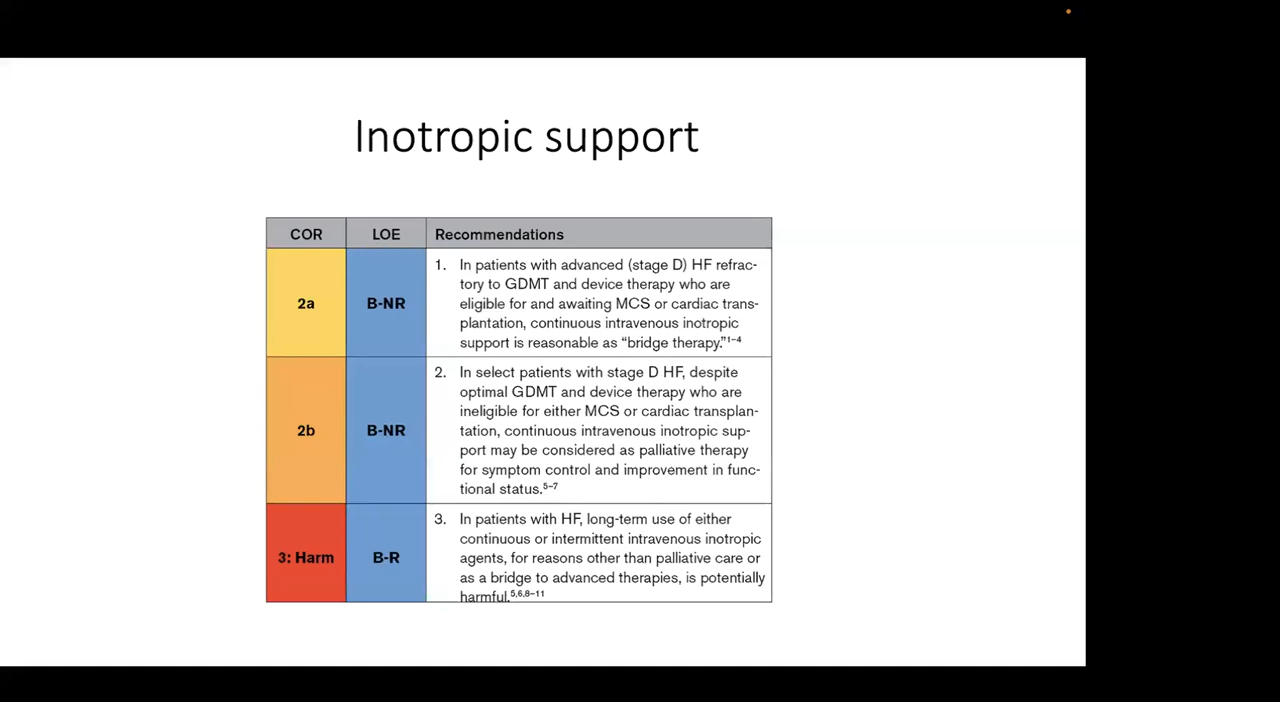 Inotropic support
COR LOE Recommendations
2a B-NR 1. In patients with advanced (stage D) HF refrac-
tory to GDMT and device therapy who are
eligible for and awaiting MCS or cardiac trans-
plantation, continuous intravenous inotropic
support is reasonable as “bridge therapy.”1–4
2b B-NR 2. In select patients with stage D HF, despite
optimal GDMT and device therapy who are
ineligible for either MCS or cardiac transplan-
tation, continuous intravenous inotropic sup-
port may be considered as palliative therapy
for symptom control and improvement in func-
tional status.5–7
3: Harm B-R 3. In patients with HF, long-term use of either
continuous or intermittent intravenous inotropic
agents, for reasons other than palliative care or
as a bridge to advanced therapies, is potentially
harmful.5,6,8–11